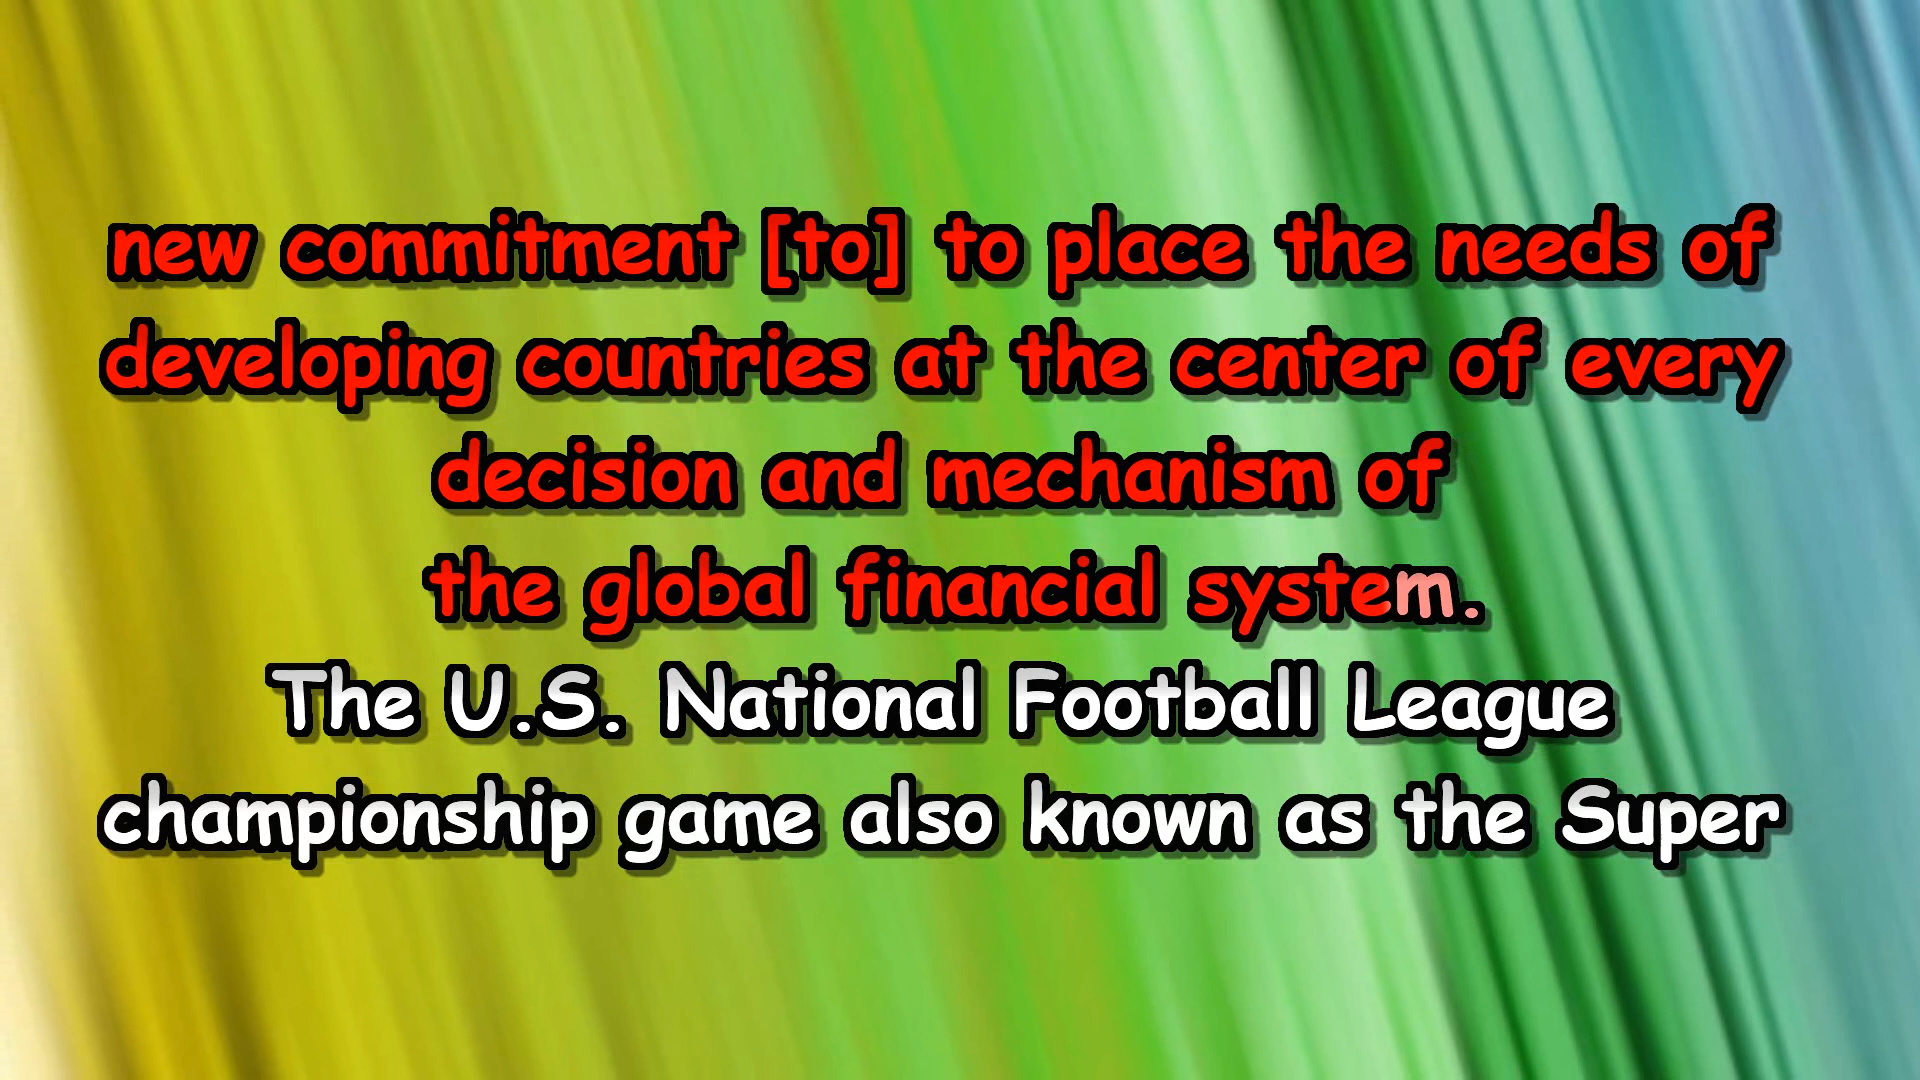 new commitment [to] to place the needs of
developing countries at the center of every
decision and mechanism of
the global financial system.
The U.S. National Football League
championship game also known as the Super